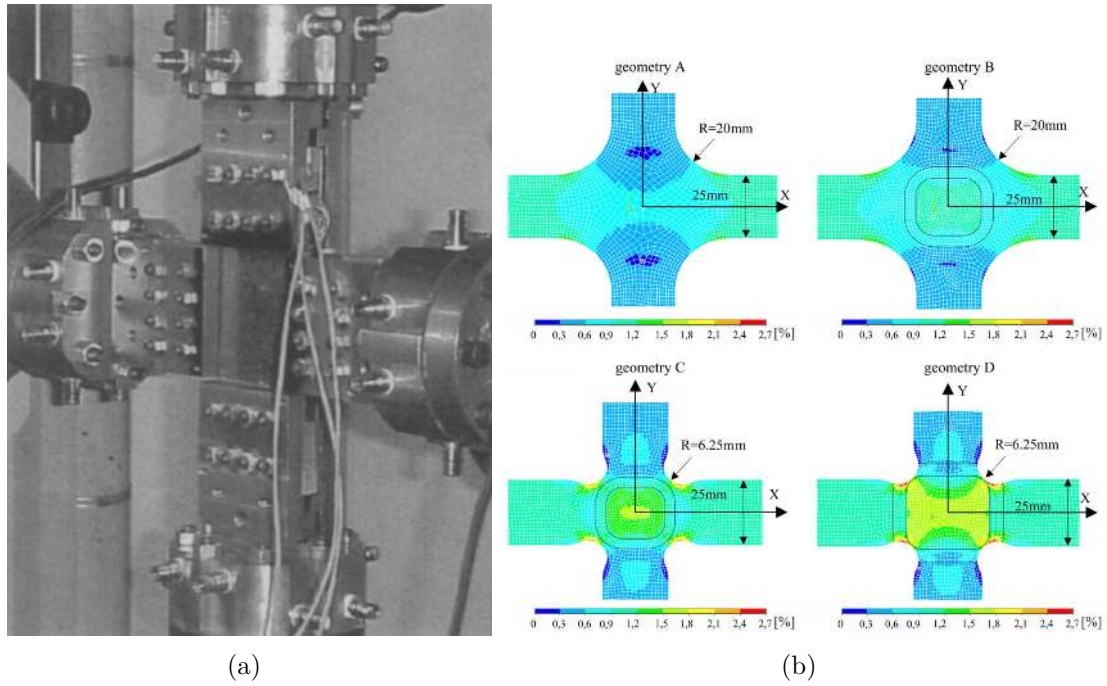 geometry A
Y
R=20mm
25mm
X
0 0,3 0,6 0,9 1,2 1,5 1,8 2,1 2,4 2,7 [%]
geometry B
Y
R=20mm
25mm
X
0 0,3 0,6 0,9 1,2 1,5 1,8 2,1 2,4 2,7 [%]
geometry C
Y
R=6.25mm
25mm
X
0 0,3 0,6 0,9 1,2 1,5 1,8 2,1 2,4 2,7 [%]
geometry D
Y
R=6.25mm
25mm
X
0 0,3 0,6 0,9 1,2 1,5 1,8 2,1 2,4 2,7 [%]
(a)
(b)